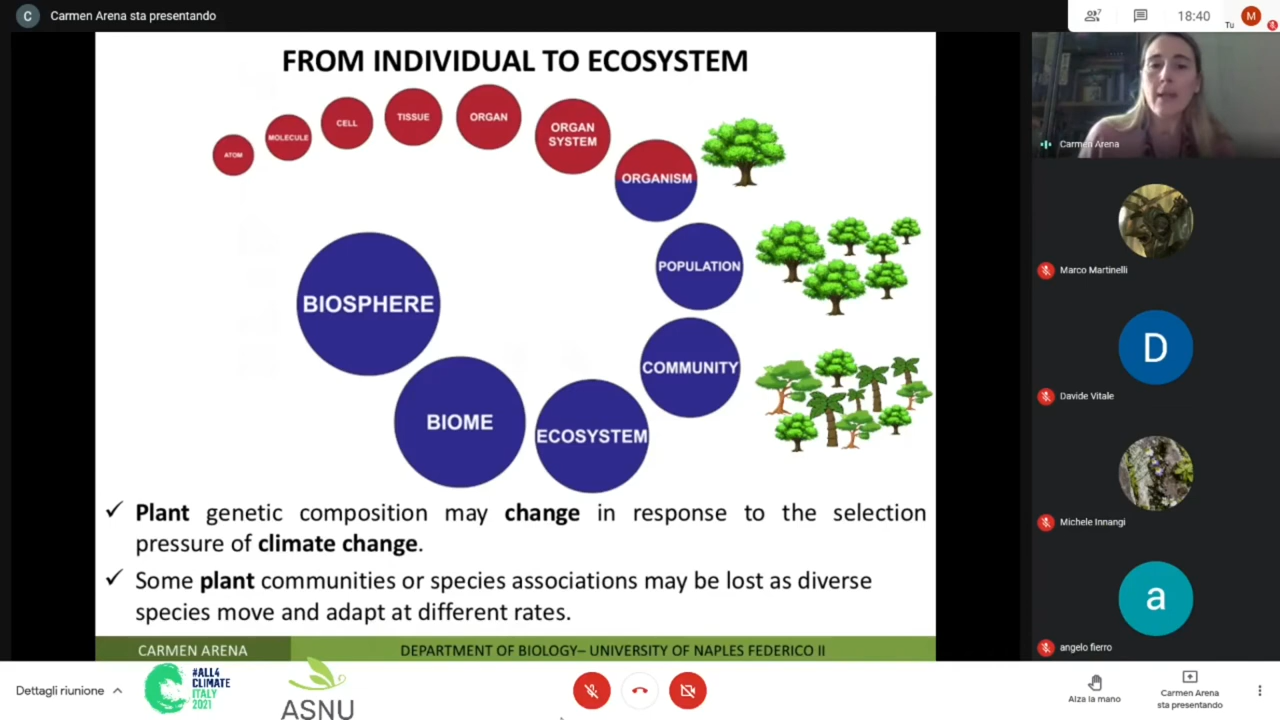 C
Carmen Arena sta presentando
7
18:40
Tu
M
FROM INDIVIDUAL TO ECOSYSTEM
ATOM
MOLECULE
CELL
TISSUE
ORGAN
ORGAN
SYSTEM
ORGANISM
POPULATION
COMMUNITY
ECOSYSTEM
BIOME
BIOSPHERE
✓ Plant genetic composition may change in response to the selection
pressure of climate change.
✓ Some plant communities or species associations may be lost as diverse
species move and adapt at different rates.
CARMEN ARENA
DEPARTMENT OF BIOLOGY– UNIVERSITY OF NAPLES FEDERICO II
Carmen Arena
Marco Martinelli
D
Davide Vitale
Michele Innangi
a
angelo fierro
Dettagli riunione
#ALL4
CLIMATE
ITALY
2021
ASNU
Alza la mano
Carmen Arena
sta presentando